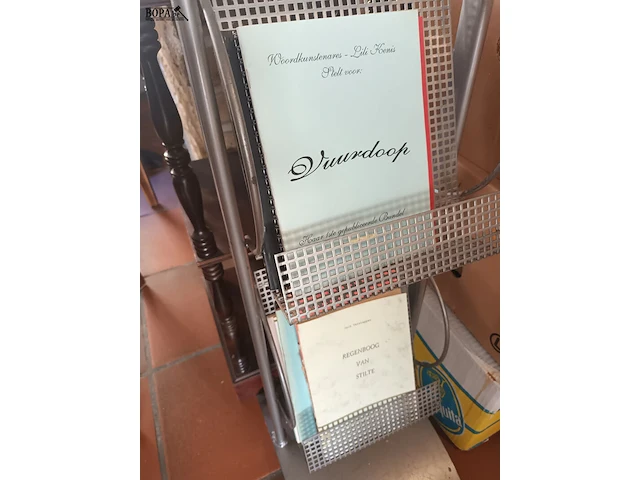 BOPA
Woordkunstenares - Lili Kenis
Stelt voor:
Vuurdoop
Haar 1ste gepubliceerde Bundel
REGENBOOG
VAN
STILTE